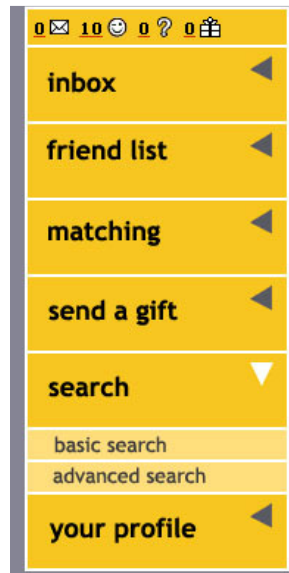 0 10 0 ? 0
inbox
friend list
matching
send a gift
search
basic search
advanced search
your profile